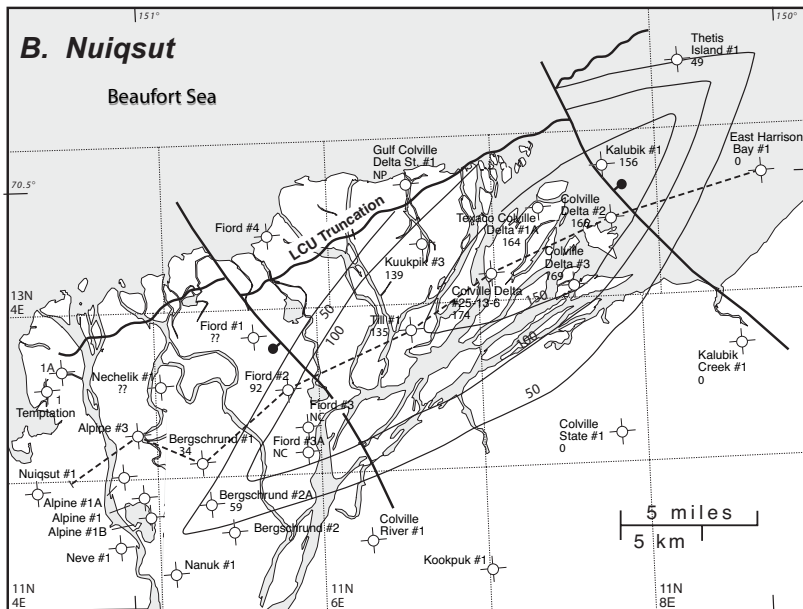 151°
150°
B. Nuiqsut
Beaufort Sea
Thetis
Island #1
49
East Harrison
Bay #1
0
Kalubik #1
156
Gulf Colville
Delta St. #1
NP
70.5°
Fiord #4
LCU Truncation
Texaco Colville
Delta #1A
164
Colville
Delta #2
Kuukpik #3
139
Colville
Delta #3
169
Colville Delta
#25-13-6
174
150
100
50
13N
4E
50
100
Till #1
135
Fiord #1
??
1A
1
Temptation
Nechelik #1
??
Fiord #2
92
Fiord #3
NC
Fiord #3A
NC
Kalubik
Creek #1
0
Colville
State #1
0
Alpine #3
Bergschrund #1
34
Nuiqsut #1
Alpine #1A
Alpine #1
Alpine #1B
Bergschrund #2A
59
Bergschrund #2
Colville
River #1
Neve #1
Nanuk #1
Kookpuk #1
5 miles
5 km
11N
4E
11N
6E
11N
8E